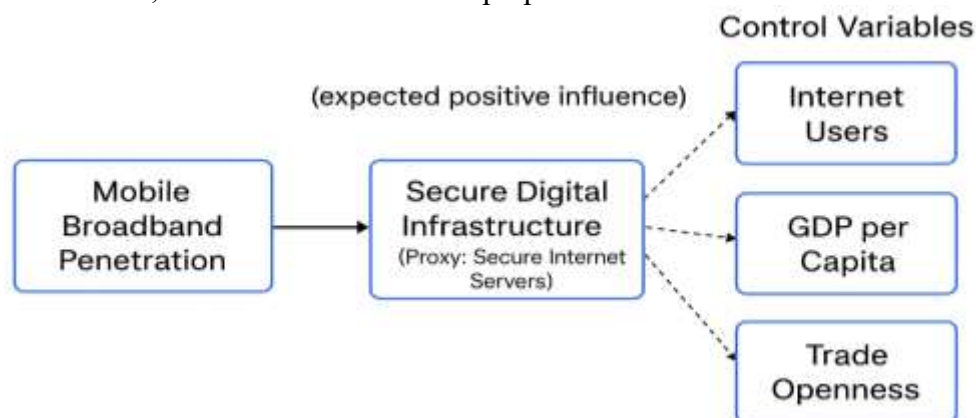 Control Variables
(expected positive influence)
Internet
Users
Mobile
Broadband
Penetration
Secure Digital
Infrastructure
(Proxy: Secure Internet
Servers)
GDP per
Capita
Trade
Openness